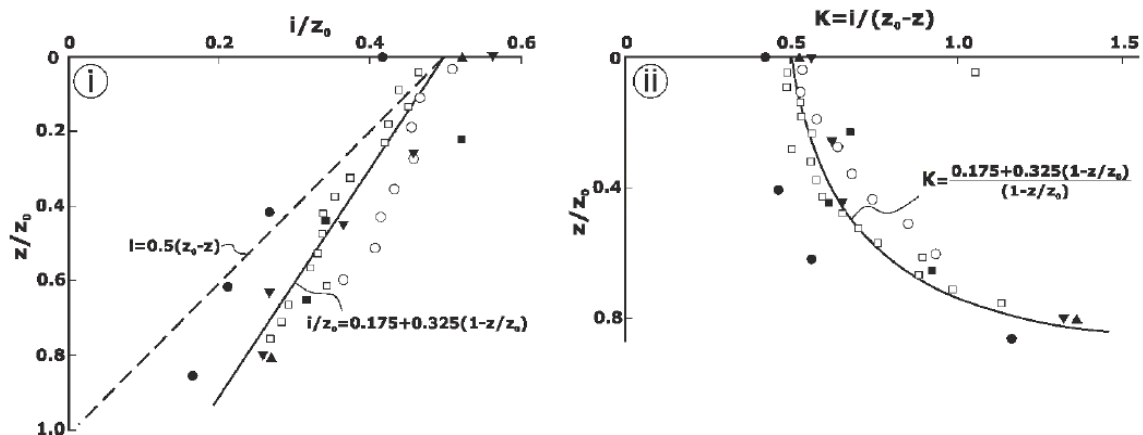 i/z₀
0 0.2 0.4 0.6
0
0.2
0.4
0.6
0.8
1.0
z/z₀
i
I=0.5(z₀-z)
i/z₀=0.175+0.325(1-z/z₀)
K=i/(z₀-z)
0 0.5 1.0 1.5
0
0.4
0.8
z/z₀
ii
K=0.175+0.325(1-z/z₀)
(1-z/z₀)